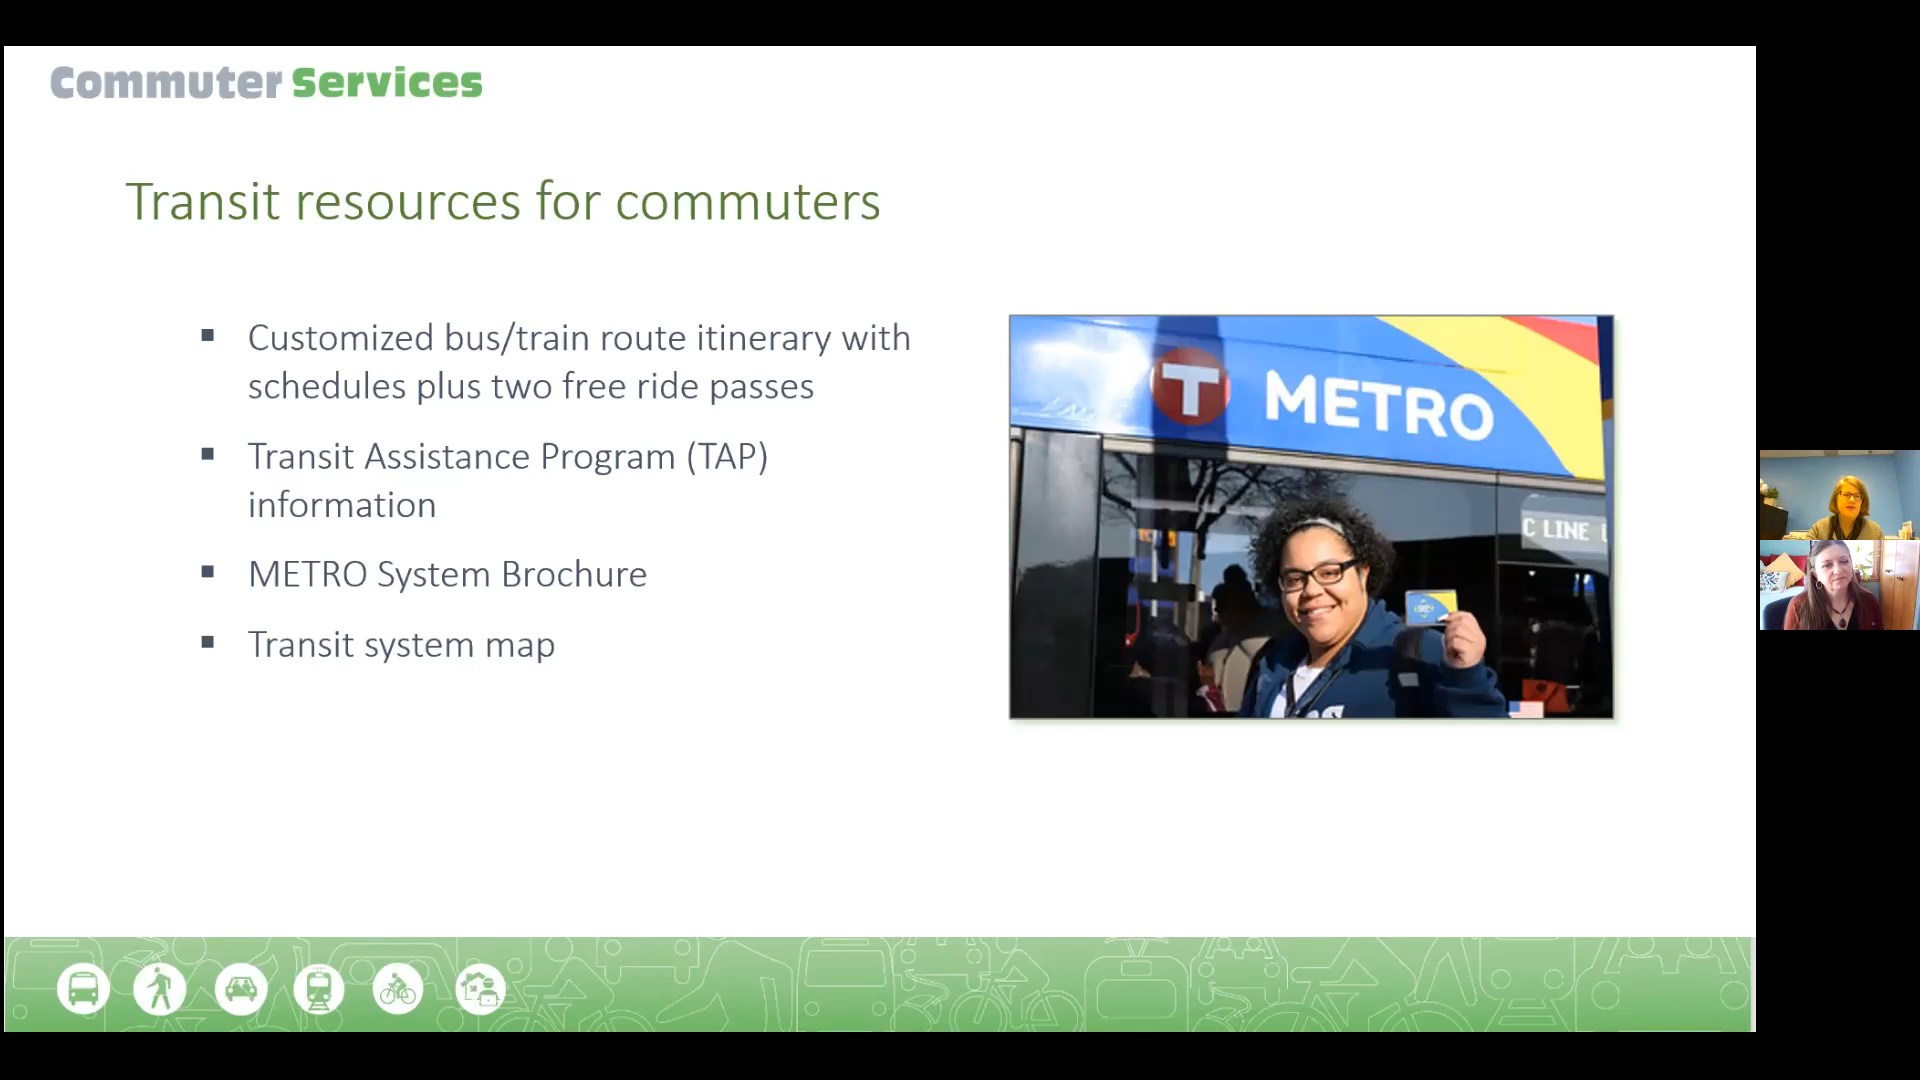 Commuter Services
Transit resources for commuters
▪ Customized bus/train route itinerary with
schedules plus two free ride passes
▪ Transit Assistance Program (TAP)
information
▪ METRO System Brochure
▪ Transit system map
T METRO
C LINE